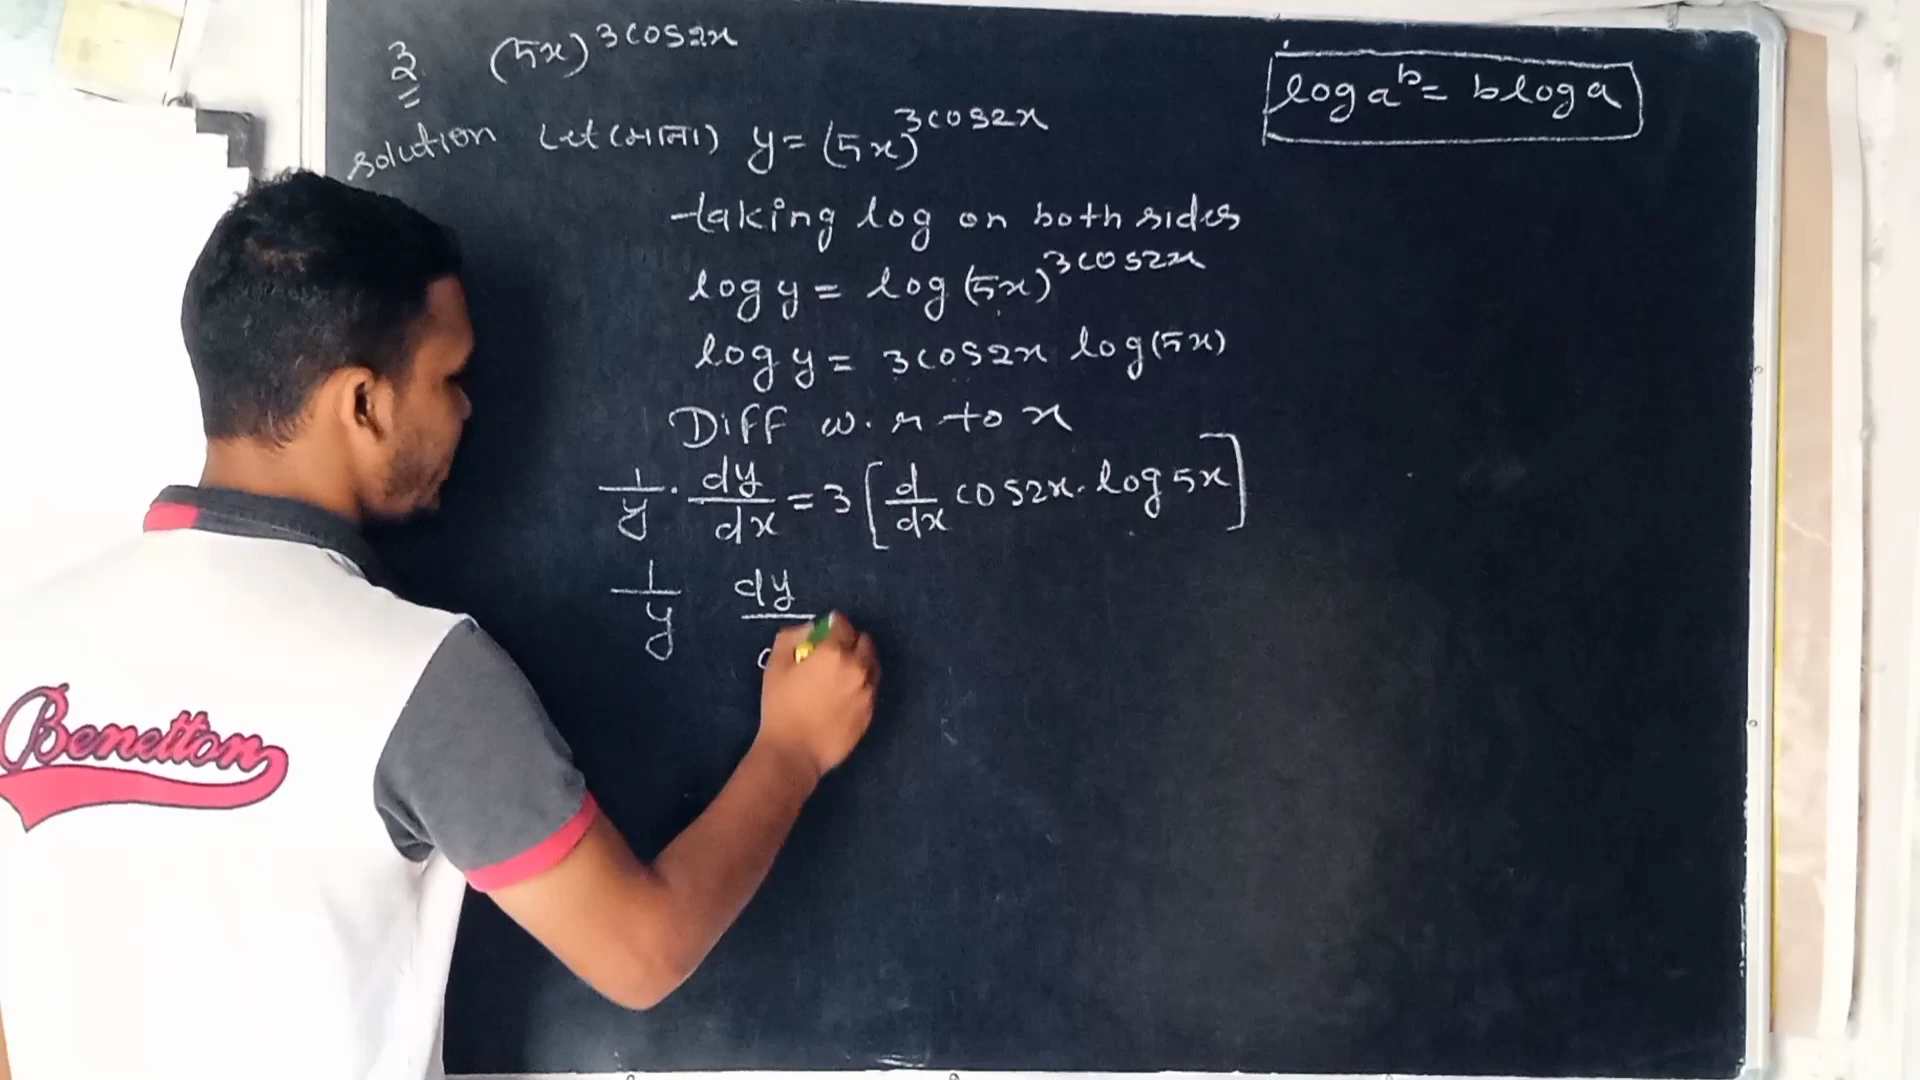 3 (5x)^3cos2x
solution Let (माना) y = (5x)^3cos2x
log a^b = b log a
taking log on both sides
log y = log (5x)^3cos2x
log y = 3cos2x log(5x)
Diff w.r to x
1/y · dy/dx = 3 [d/dx cos2x · log 5x]
1/y dy/
Benetton